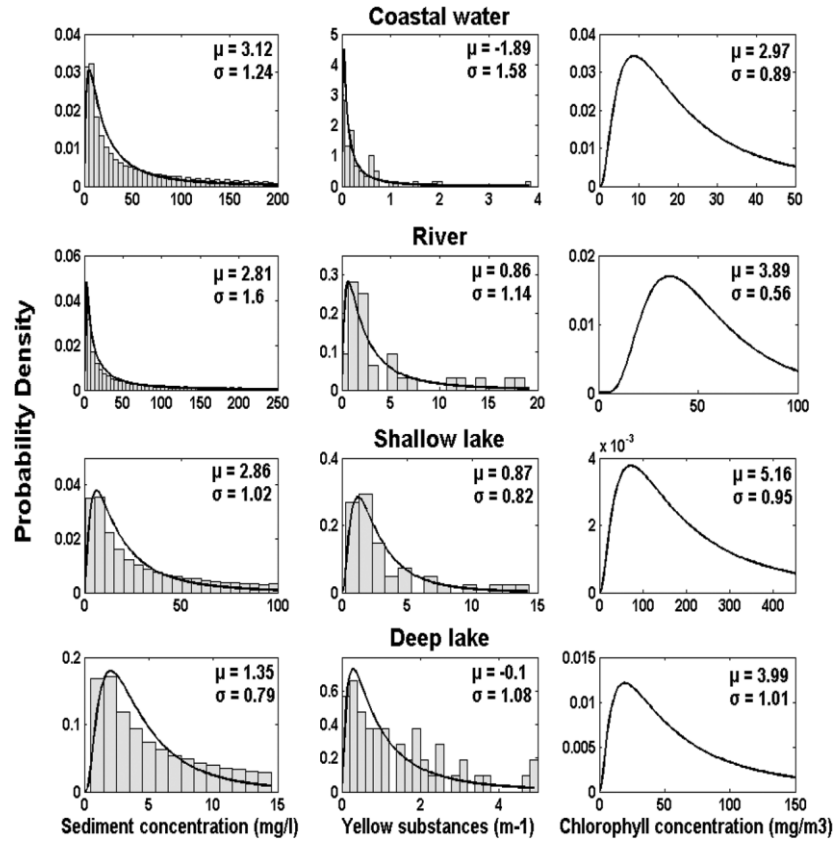 Coastal water
0.04
0.03
0.02
0.01
0
0 50 100 150 200
μ = 3.12
σ = 1.24
5
4
3
2
1
0
0 1 2 3 4
μ = -1.89
σ = 1.58
0.04
0.03
0.02
0.01
0
0 10 20 30 40 50
μ = 2.97
σ = 0.89
River
0.06
0.04
0.02
0
0 50 100 150 200 250
μ = 2.81
σ = 1.6
0.3
0.2
0.1
0
0 5 10 15 20
μ = 0.86
σ = 1.14
0.02
0.01
0
50 100
μ = 3.89
σ = 0.56
Probability Density
Shallow lake
0.04
0.02
0
0 50 100
μ = 2.86
σ = 1.02
0.4
0.2
0
0 5 10 15
μ = 0.87
σ = 0.82
x 10⁻³
4
2
0
0 100 200 300 400
μ = 5.16
σ = 0.95
Deep lake
0.2
0.1
0
0 5 10 15
μ = 1.35
σ = 0.79
0.6
0.4
0.2
0
0 2 4
μ = -0.1
σ = 1.08
0.015
0.01
0.005
0
0 50 100 150
μ = 3.99
σ = 1.01
Sediment concentration (mg/l)
Yellow substances (m-1)
Chlorophyll concentration (mg/m3)